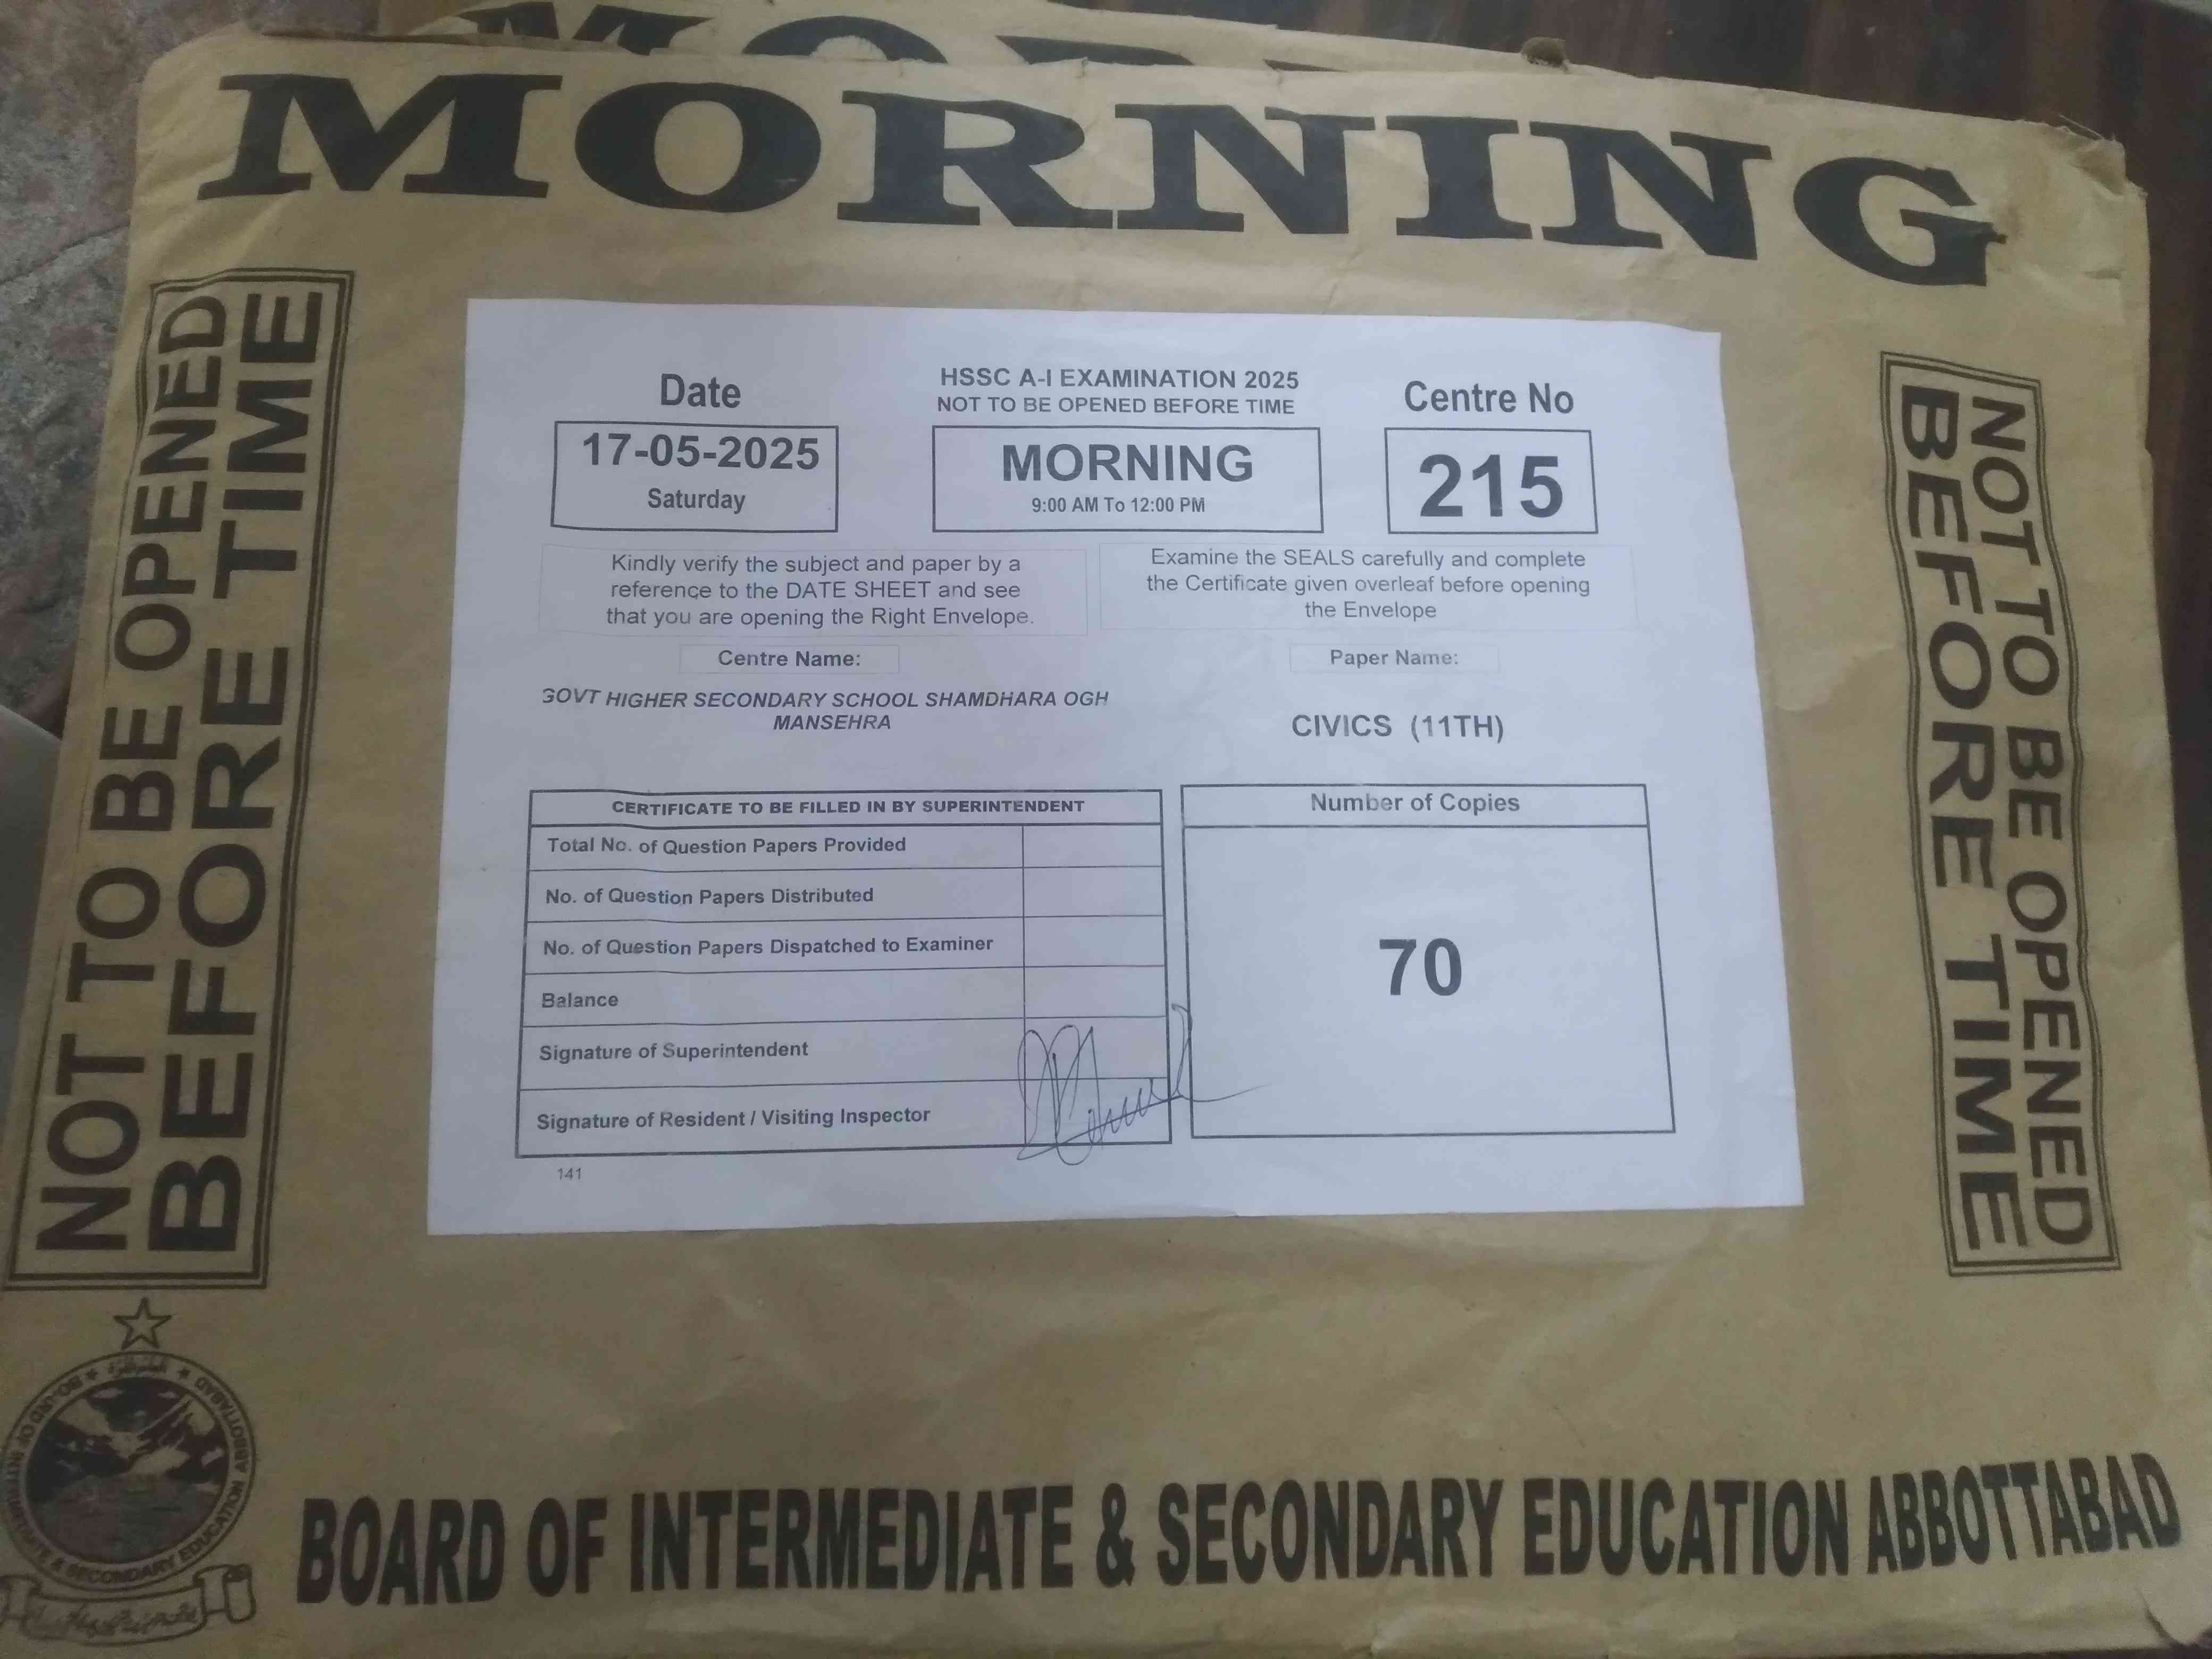 MORNING
NOT TO BE OPENED
BEFORE TIME
Date
17-05-2025
Saturday
HSSC A-I EXAMINATION 2025
NOT TO BE OPENED BEFORE TIME
MORNING
9:00 AM To 12:00 PM
Centre No
215
Kindly verify the subject and paper by a
reference to the DATE SHEET and see
that you are opening the Right Envelope.
Examine the SEALS carefully and complete
the Certificate given overleaf before opening
the Envelope
Centre Name:
GOVT HIGHER SECONDARY SCHOOL SHAMDHARA OGH
MANSEHRA
Paper Name:
CIVICS (11TH)
CERTIFICATE TO BE FILLED IN BY SUPERINTENDENT
Total No. of Question Papers Provided
No. of Question Papers Distributed
No. of Question Papers Dispatched to Examiner
Balance
Signature of Superintendent
Signature of Resident / Visiting Inspector
Number of Copies
70
141
NOT TO BE OPENED
BEFORE TIME
BOARD OF INTERMEDIATE & SECONDARY EDUCATION ABBOTTABAD
BOARD OF INTERMEDIATE & SECONDARY EDUCATION ABBOTTABAD